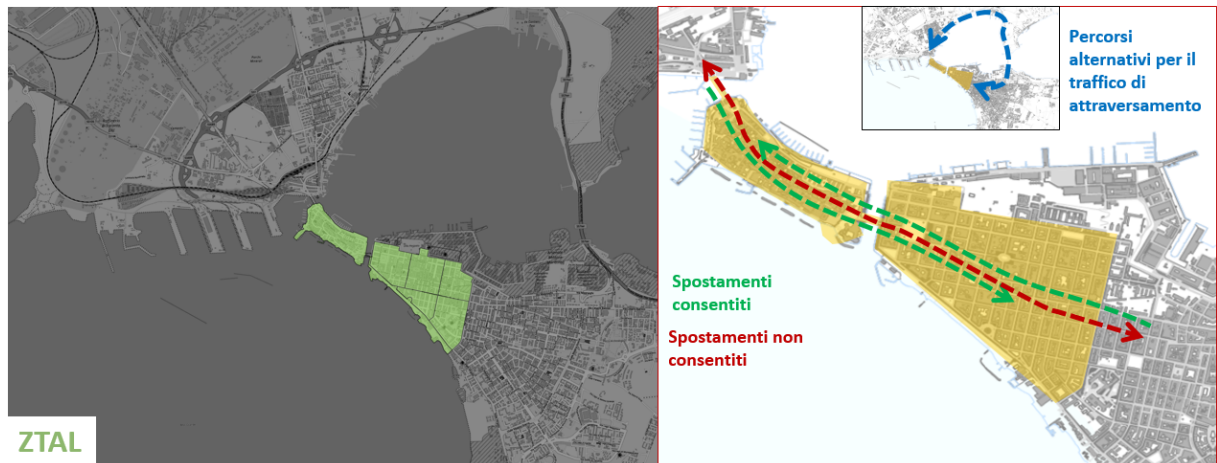 ZTAL
Percorsi
alternativi per il
traffico di
attraversamento
Spostamenti
consentiti
Spostamenti non
consentiti